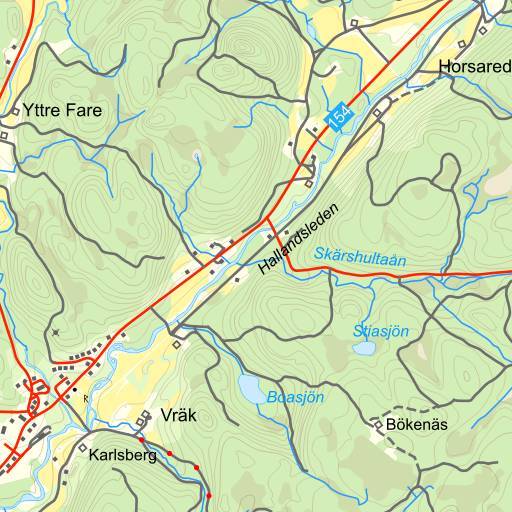 Horsared
Yttre Fare
154
Hallandsleden
Skärshultaån
Stjasjön
Boasjön
Vräk
Bökenäs
Karlsberg
R